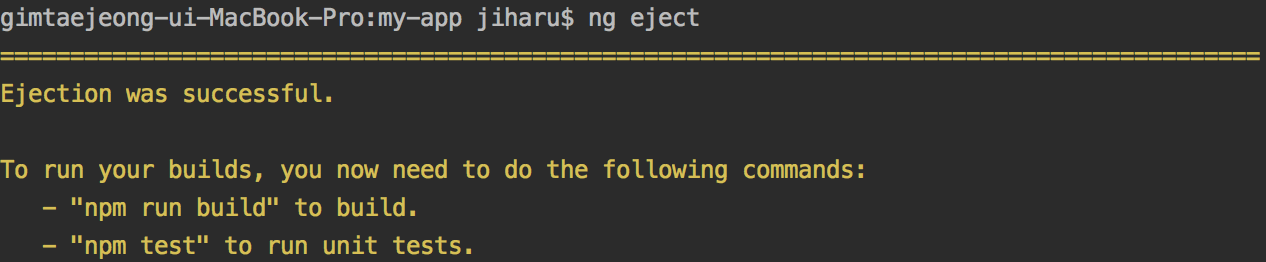 gimtaejeong-ui-MacBook-Pro:my-app jiharu$ ng eject
==========================================================================================
Ejection was successful.
To run your builds, you now need to do the following commands:
- "npm run build" to build.
- "npm test" to run unit tests.